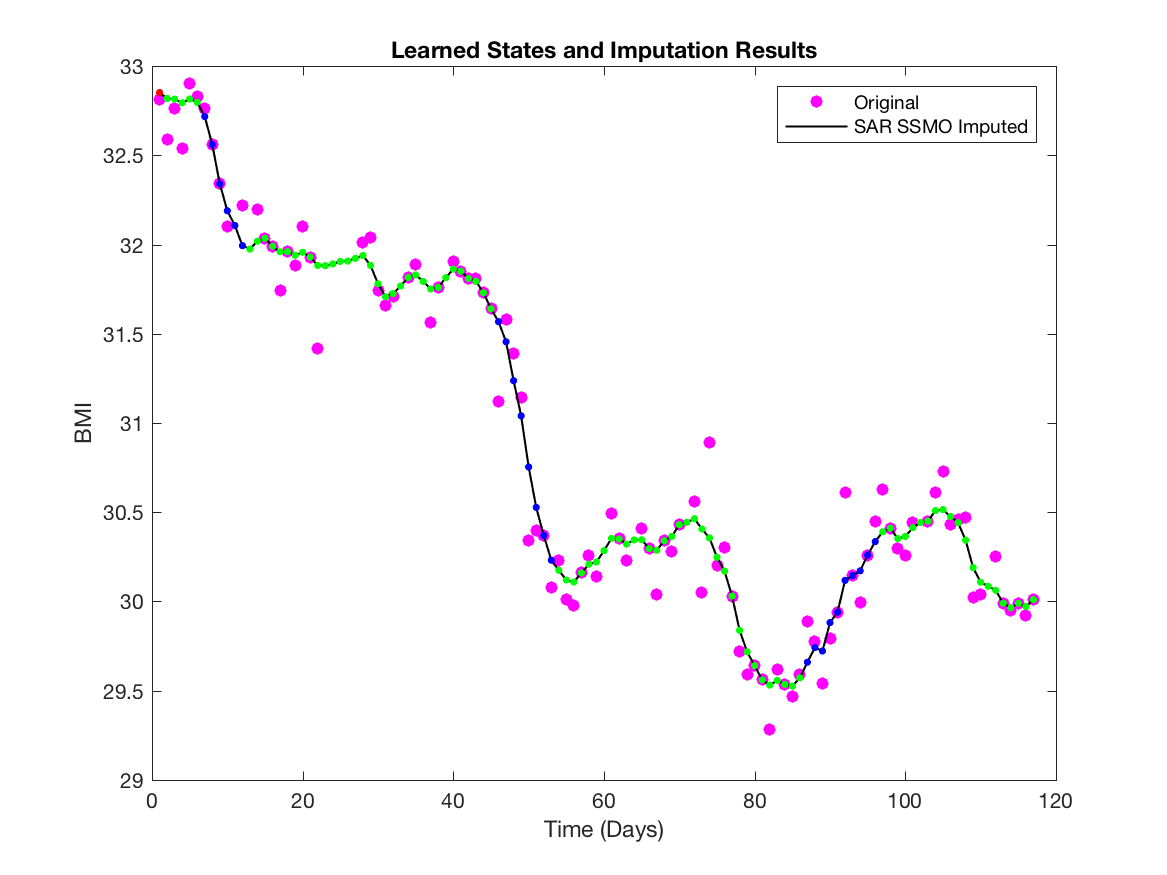 Learned States and Imputation Results
33
32.5
32
31.5
31
30.5
30
29.5
29
BMI
Original
SAR SSMO Imputed
0 20 40 60 80 100 120
Time (Days)